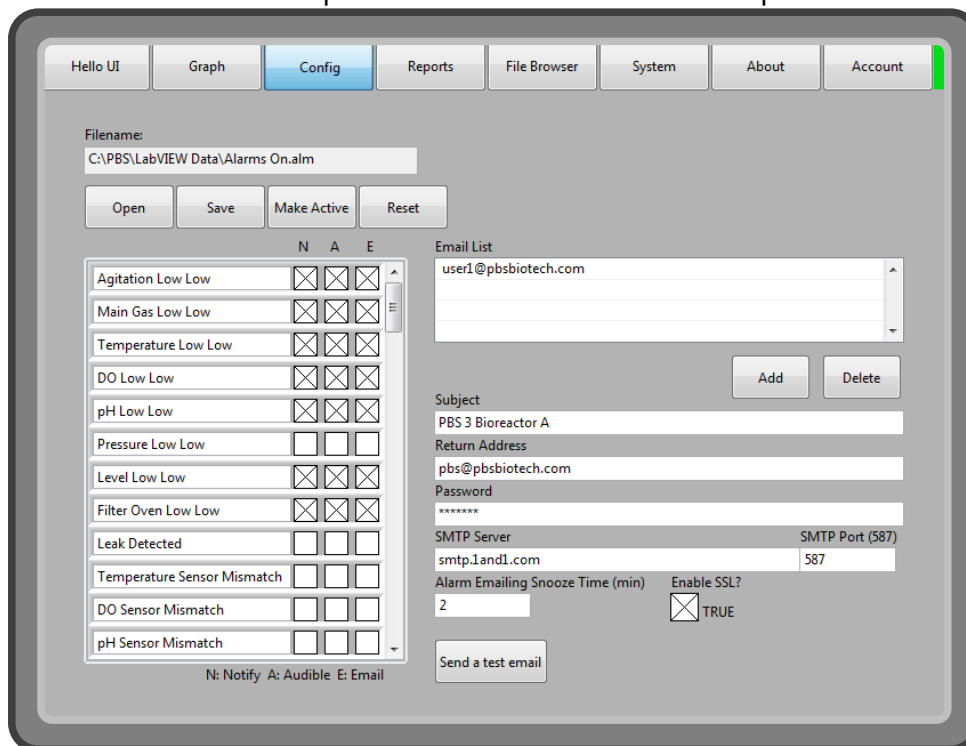 Hello UI Graph Config Reports File Browser System About Account
Filename:
C:\PBS\LabVIEW Data\Alarms On.alm
Open Save Make Active Reset
N A E
Agitation Low Low
Main Gas Low Low
Temperature Low Low
DO Low Low
pH Low Low
Pressure Low Low
Level Low Low
Filter Oven Low Low
Leak Detected
Temperature Sensor Mismatch
DO Sensor Mismatch
pH Sensor Mismatch
N: Notify A: Audible E: Email
Email List
user1@pbsbiotech.com
Add Delete
Subject
PBS 3 Bioreactor A
Return Address
pbs@pbsbiotech.com
Password
*******
SMTP Server SMTP Port (587)
smtp.1and1.com 587
Alarm Emailing Snooze Time (min) Enable SSL?
2 TRUE
Send a test email